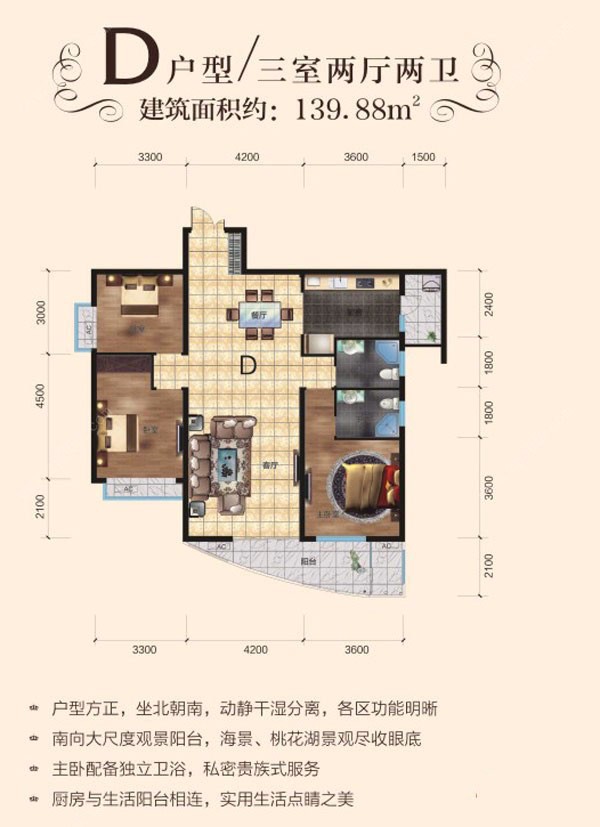 D户型/三室两厅两卫
建筑面积约：139.88m²
3300 4200 3600 1500
3000
4500
2100
2400
1800
1800
3600
2100
AC
餐厅
D
卧室
客厅
主卧室
AC
AC
阳台
AC
3300 4200 3600
户型方正，坐北朝南，动静干湿分离，各区功能明晰
南向大尺度观景阳台，海景、桃花湖景观尽收眼底
主卧配备独立卫浴，私密贵族式服务
厨房与生活阳台相连，实用生活点睛之美